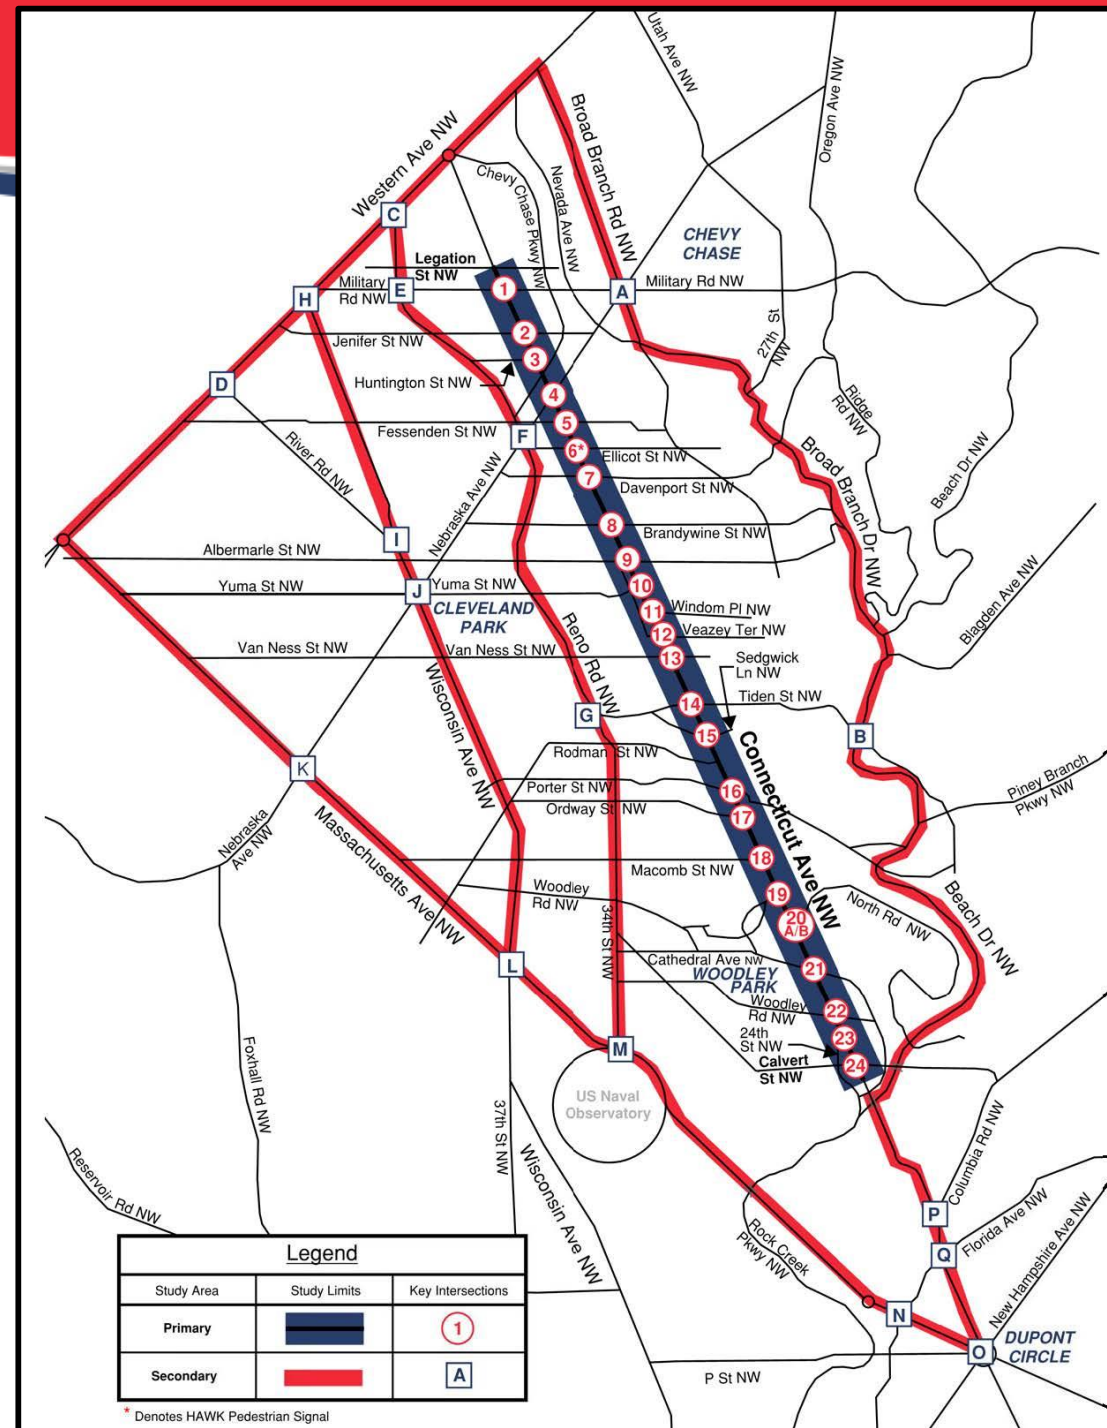 Utah Ave NW
Oregon Ave NW
Broad Branch Rd NW
Western Ave NW
Chevy Chase Pkwy NW
Nevada Ave NW
C
CHEVY
CHASE
Legation
St NW
Military
Rd NW
E
1
A
Military Rd NW
H
27th St
NW
2
Jenifer St NW
3
Huntington St NW
D
4
Ridge
Rd NW
Fessenden St NW
5
F
6*
Ellicot St NW
River Rd NW
Nebraska Ave NW
7
Davenport St NW
Broad Branch Dr NW
Beach Dr NW
8
Brandywine St NW
I
Albermarle St NW
9
Yuma St NW
J
Yuma St NW
10
CLEVELAND
PARK
11
Windom Pl NW
Blagden Ave NW
12
Veazey Ter NW
Van Ness St NW
Van Ness St NW
13
Reno Rd NW
Sedgwick
Ln NW
Wisconsin Ave NW
14
Tiden St NW
G
15
B
Rodman St NW
Connecticut Ave NW
K
Porter St NW
16
Piney Branch
Pkwy NW
Ordway St NW
17
Nebraska
Ave NW
Massachusetts Ave NW
Macomb St NW
18
Woodley
Rd NW
19
20
A/B
North Rd NW
Beach Dr NW
34th St NW
L
Cathedral Ave NW
21
WOODLEY
PARK
Woodley
Rd NW
22
24th
St NW
23
M
Calvert
St NW
24
Foxhall Rd NW
US Naval
Observatory
37th St NW
Wisconsin Ave NW
Columbia Rd NW
Reservoir Rd NW
P
Florida Ave NW
Rock Creek
Pkwy NW
Q
New Hampshire Ave NW
N
O
DUPONT
CIRCLE
P St NW
Legend
Study Area
Study Limits
Key Intersections
Primary
1
Secondary
A
* Denotes HAWK Pedestrian Signal